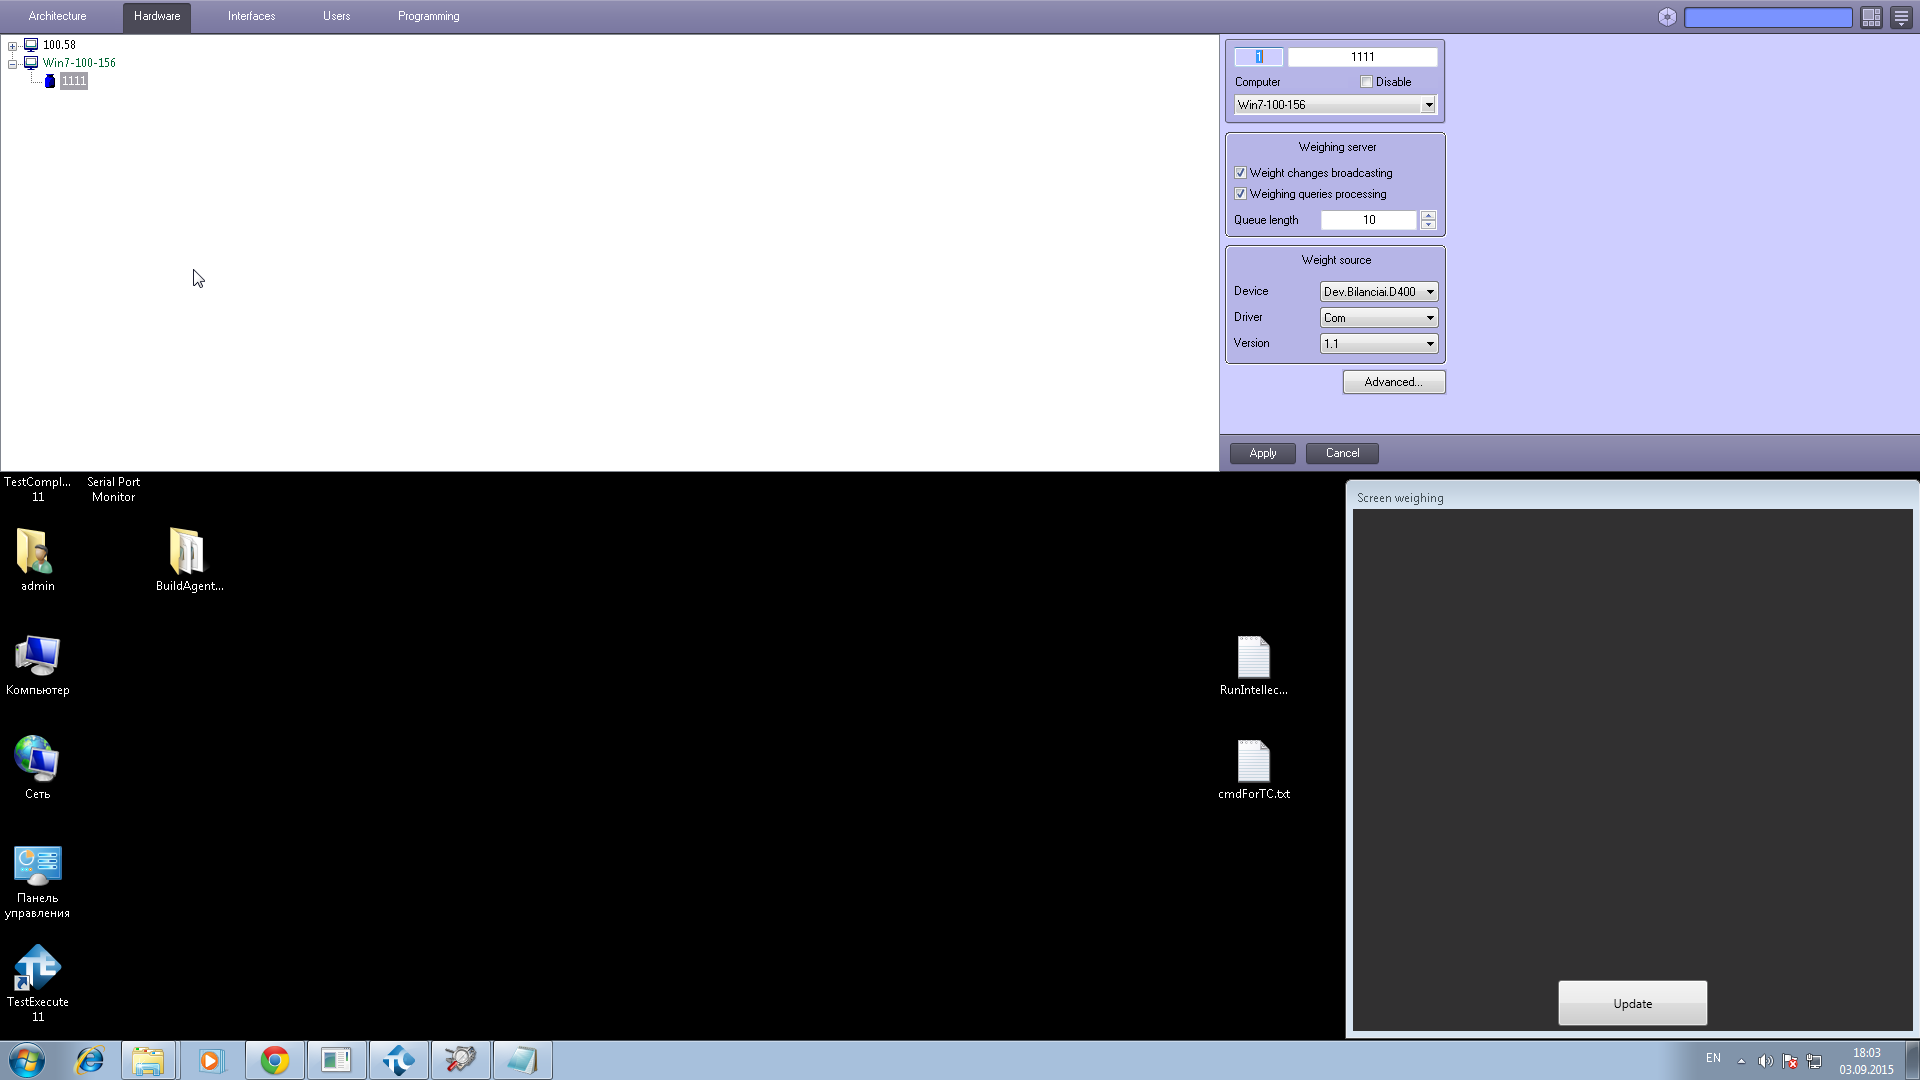 Architecture
Hardware
Interfaces
Users
Programming
100.58
Win7-100-156
1111
1
1111
Computer
Disable
Win7-100-156
Weighing server
Weight changes broadcasting
Weighing queries processing
Queue length
10
Weight source
Device
Dev.Bilanciai.D400
Driver
Com
Version
1.1
Advanced...
Apply
Cancel
TestCompl...
11
Serial Port
Monitor
Screen weighing
admin
BuildAgent...
Компьютер
RunIntellec...
Сеть
cmdForTC.txt
Панель
управления
TestExecute
11
Update
EN
18:03
03.09.2015